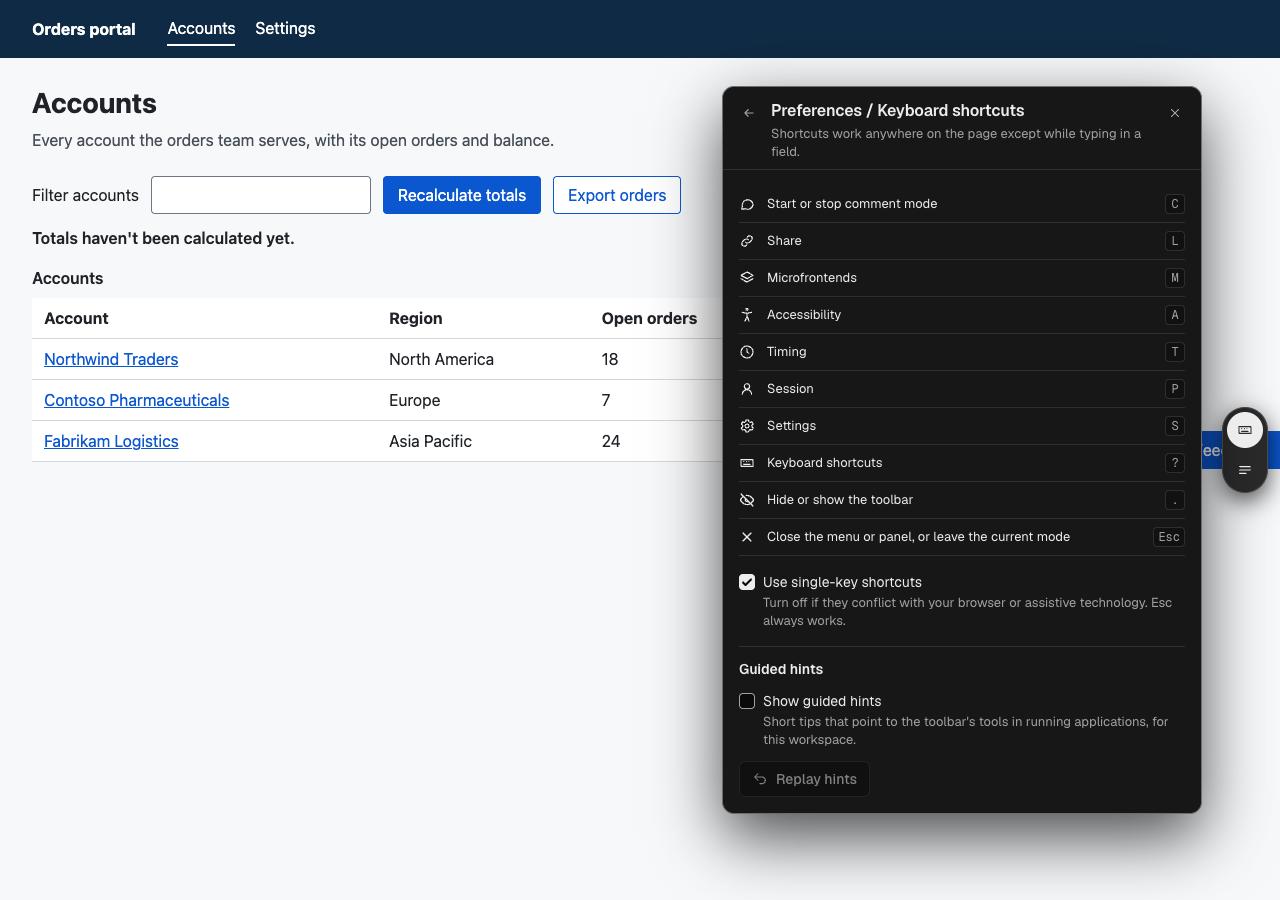 Orders portal
Accounts
Settings
Accounts
Every account the orders team serves, with its open orders and balance.
Filter accounts
Recalculate totals
Export orders
Totals haven't been calculated yet.
Accounts
Account
Region
Open orders
Northwind Traders
North America
18
Contoso Pharmaceuticals
Europe
7
Fabrikam Logistics
Asia Pacific
24
Preferences / Keyboard shortcuts
Shortcuts work anywhere on the page except while typing in a
field.
Start or stop comment mode
C
Share
L
Microfrontends
M
Accessibility
A
Timing
T
Session
P
Settings
S
Keyboard shortcuts
?
Hide or show the toolbar
.
Close the menu or panel, or leave the current mode
Esc
Use single-key shortcuts
Turn off if they conflict with your browser or assistive technology. Esc
always works.
Guided hints
Show guided hints
Short tips that point to the toolbar's tools in running applications, for
this workspace.
Replay hints